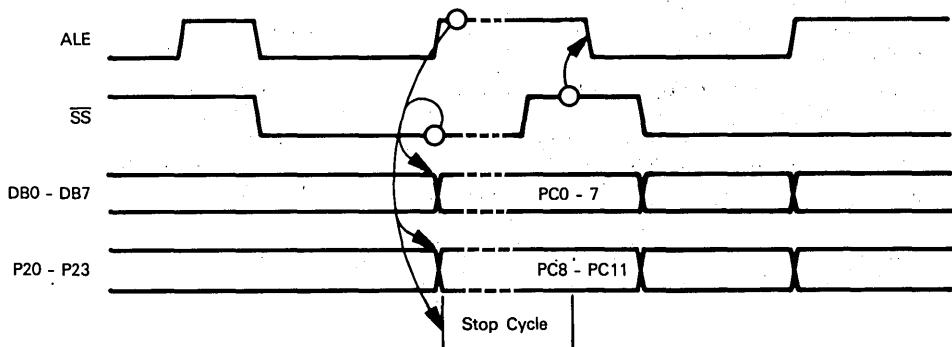 ALE
SS
DB0 - DB7 PC0 - 7
P20 - P23 PC8 - PC11
Stop Cycle